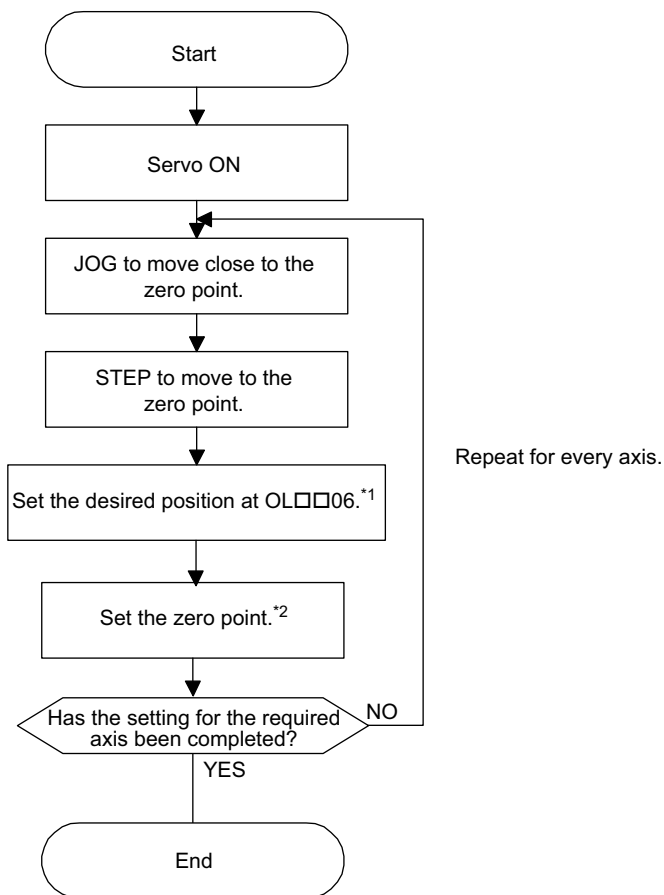 Start
Servo ON
JOG to move close to the
zero point.
STEP to move to the
zero point.
Repeat for every axis.
Set the desired position at OL□□06.*1
Set the zero point.*2
Has the setting for the required
axis been completed?
NO
YES
End